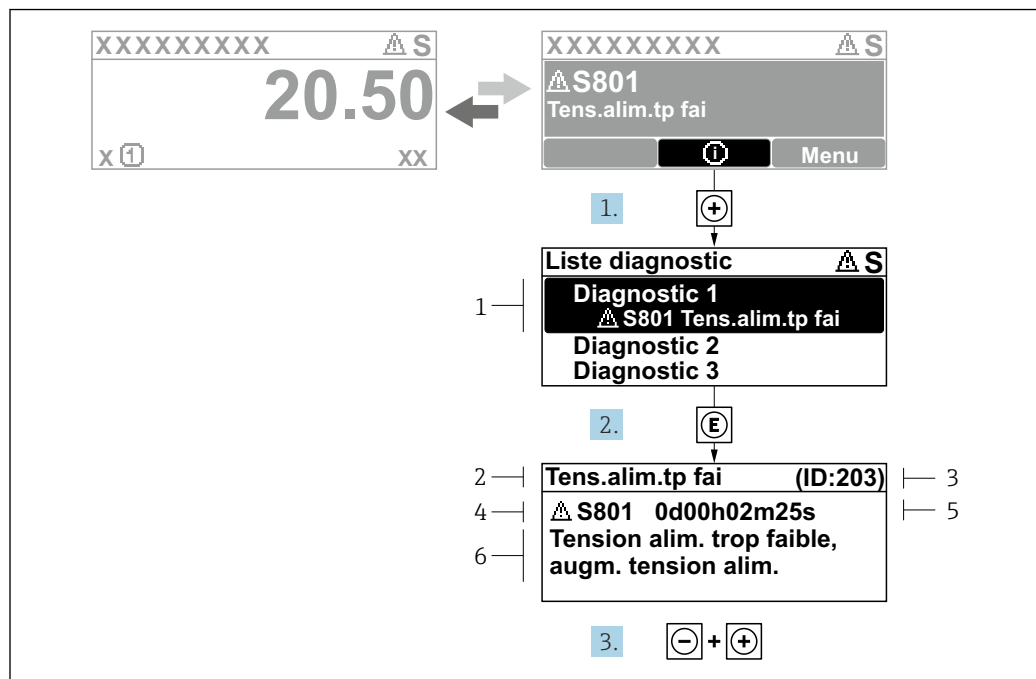 XXXXXXXXX ⚠ S
20.50
x ① xx
XXXXXXXXX ⚠ S
⚠ S801
Tens.alim.tp fai
ⓘ Menu
1. +
Liste diagnostic ⚠ S
1 Diagnostic 1
⚠ S801 Tens.alim.tp fai
Diagnostic 2
Diagnostic 3
2. E
2 Tens.alim.tp fai (ID:203) 3
4 ⚠ S801 0d00h02m25s 5
6 Tension alim. trop faible,
augm. tension alim.
3. − + +